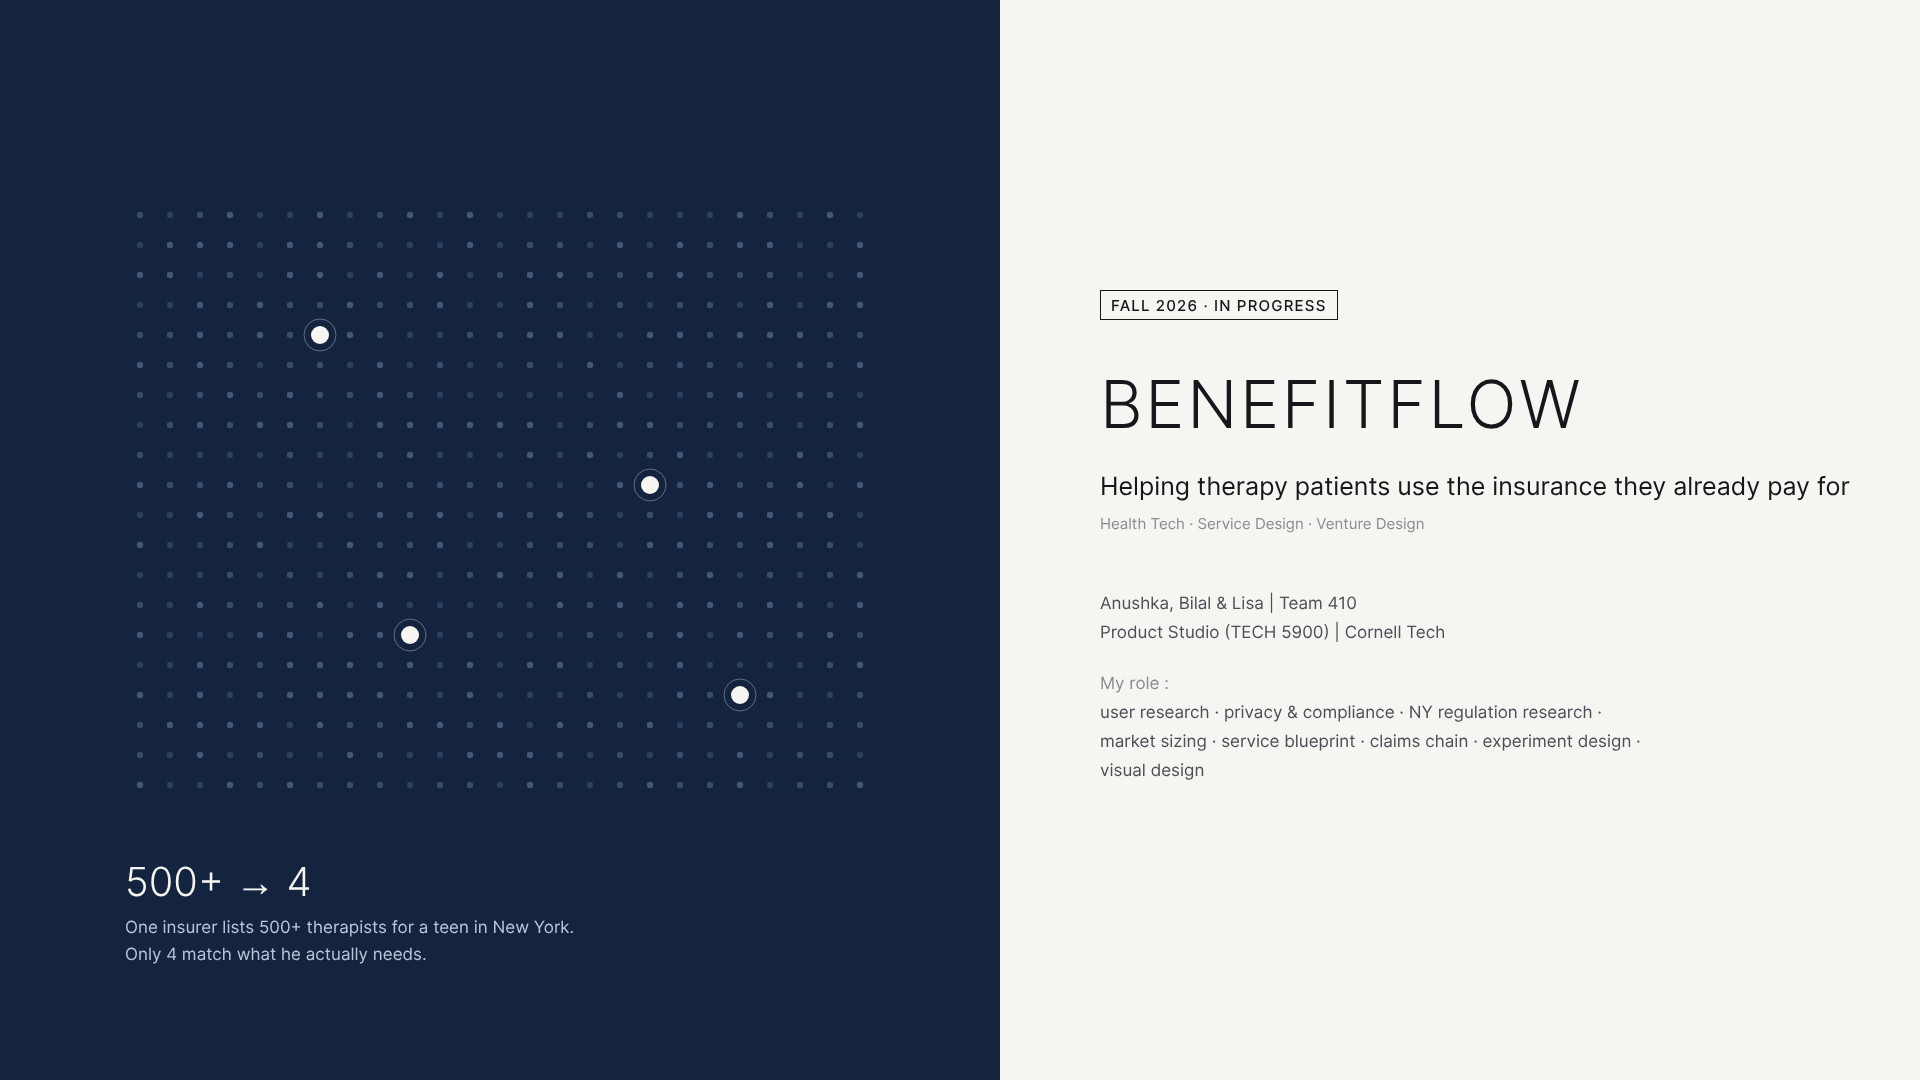 500+ → 4
One insurer lists 500+ therapists for a teen in New York.
Only 4 match what he actually needs.
FALL 2026 · IN PROGRESS
BENEFITFLOW
Helping therapy patients use the insurance they already pay for
Health Tech · Service Design · Venture Design
Anushka, Bilal & Lisa | Team 410
Product Studio (TECH 5900) | Cornell Tech
My role :
user research · privacy & compliance · NY regulation research ·
market sizing · service blueprint · claims chain · experiment design ·
visual design